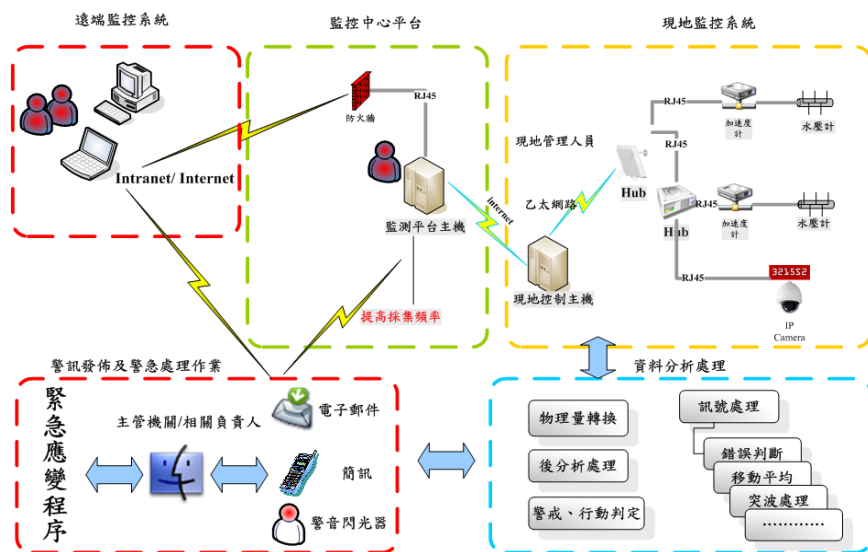 遠端監控系統
監控中心平台
現地監控系統
RJ45
防火牆
Intranet/ Internet
監測平台主機
提高採集頻率
Internet
現地管理人員
乙太網路
現地控制主機
Hub
RJ45
加速度
計
水壓計
RJ45
Hub
RJ45
加速度
計
水壓計
RJ45
321552
IP
Camera
警訊發佈及警急處理作業
緊急應變程序
主管機關/相關負責人
電子郵件
簡訊
警音閃光器
資料分析處理
物理量轉換
後分析處理
警戒、行動判定
訊號處理
錯誤判斷
移動平均
突波處理
…………